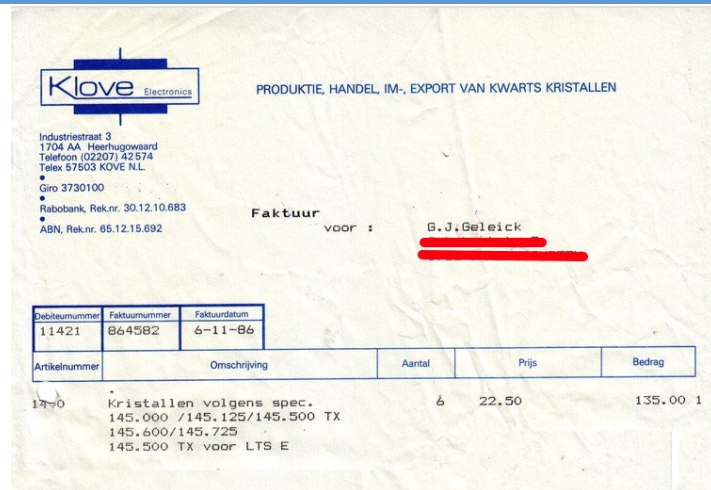 Klove Electronics
PRODUKTIE, HANDEL, IM-, EXPORT VAN KWARTS KRISTALLEN
Industriestraat 3
1704 AA Heerhugowaard
Telefoon (02207) 42574
Telex 57503 KOVE N.L.
Giro 3730100
Rabobank, Rek.nr. 30.12.10.683
ABN, Rek.nr. 65.12.15.692
Faktuur
voor : G.J.Geleick
Debiteurnummer Faktuurnummer Faktuurdatum
11421 864582 6-11-86
Artikelnummer Omschrijving Aantal Prijs Bedrag
Kristallen volgens spec. 6 22.50 135.00 1
145.000 /145.125/145.500 TX
145.600/145.725
145.500 TX voor LTS E